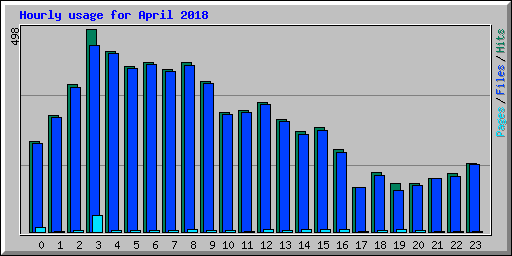 Hourly usage for April 2018
498
Pages / Files / Hits
0 1 2 3 4 5 6 7 8 9 10 11 12 13 14 15 16 17 18 19 20 21 22 23